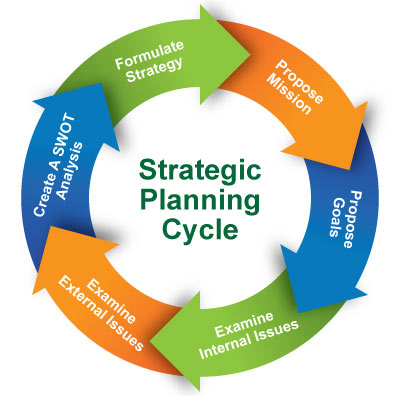 Strategic
Planning
Cycle
Propose
Mission
Propose
Goals
Examine
Internal Issues
Examine
External Issues
Create A SWOT
Analysis
Formulate
Strategy